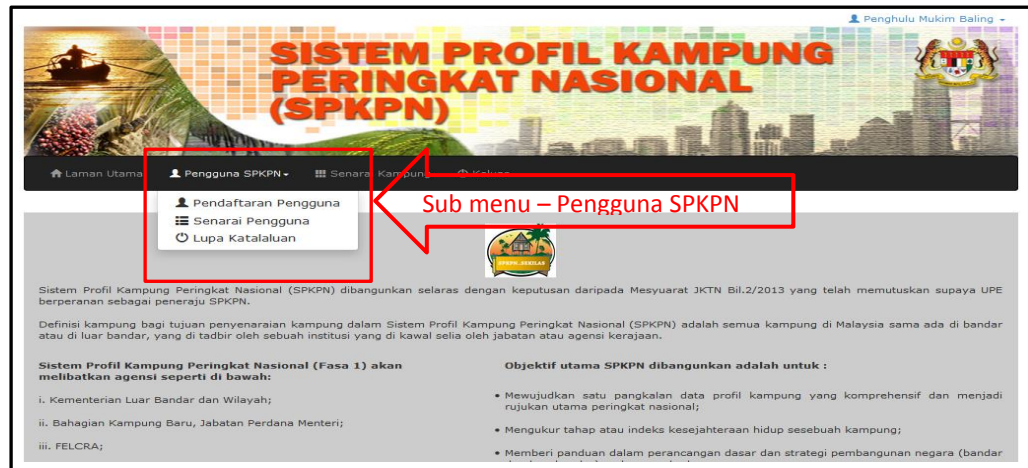 Penghulu Mukim Baling
SISTEM PROFIL KAMPUNG
PERINGKAT NASIONAL
(SPKPN)
Laman Utama Pengguna SPKPN Senarai Kampung
Pendaftaran Pengguna
Senarai Pengguna
Lupa Katalaluan
Sub menu – Pengguna SPKPN
Sistem Profil Kampung Peringkat Nasional (SPKPN) dibangunkan selaras dengan keputusan daripada Mesyuarat JKTN Bil.2/2013 yang telah memutuskan supaya UPE
berperanan sebagai peneraju SPKPN.
Definisi kampung bagi tujuan penyenaraian kampung dalam Sistem Profil Kampung Peringkat Nasional (SPKPN) adalah semua kampung di Malaysia sama ada di bandar
atau di luar bandar, yang di tadbir oleh sebuah institusi yang di kawal selia oleh jabatan atau agensi kerajaan.
Sistem Profil Kampung Peringkat Nasional (Fasa 1) akan
melibatkan agensi seperti di bawah:
i. Kementerian Luar Bandar dan Wilayah;
ii. Bahagian Kampung Baru, Jabatan Perdana Menteri;
iii. FELCRA;
Objektif utama SPKPN dibangunkan adalah untuk :
• Mewujudkan satu pangkalan data profil kampung yang komprehensif dan menjadi
rujukan utama peringkat nasional;
• Mengukur tahap atau indeks kesejahteraan hidup sesebuah kampung;
• Memberi panduan dalam perancangan dasar dan strategi pembangunan negara (bandar